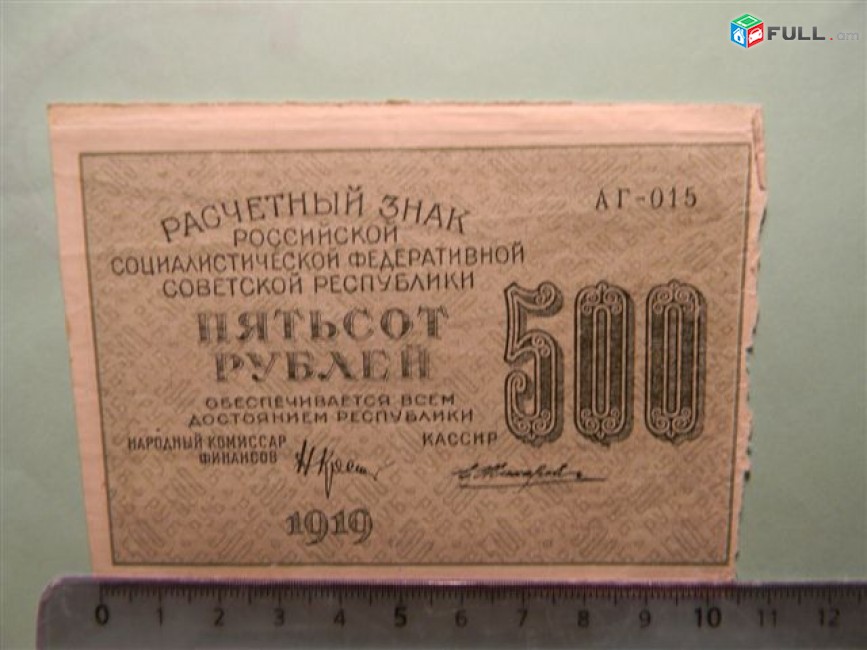 FULL.am
АГ-015
РАСЧЕТНЫЙ ЗНАК
РОССИЙСКОЙ
СОЦИАЛИСТИЧЕСКОЙ ФЕДЕРАТИВНОЙ
СОВЕТСКОЙ РЕСПУБЛИКИ
ПЯТЬСОТ
РУБЛЕЙ
500
ОБЕСПЕЧИВАЕТСЯ ВСЕМ
ДОСТОЯНИЕМ РЕСПУБЛИКИ
НАРОДНЫЙ КОМИССАР
ФИНАНСОВ
КАССИР
1919
0 1 2 3 4 5 6 7 8 9 10 11 12